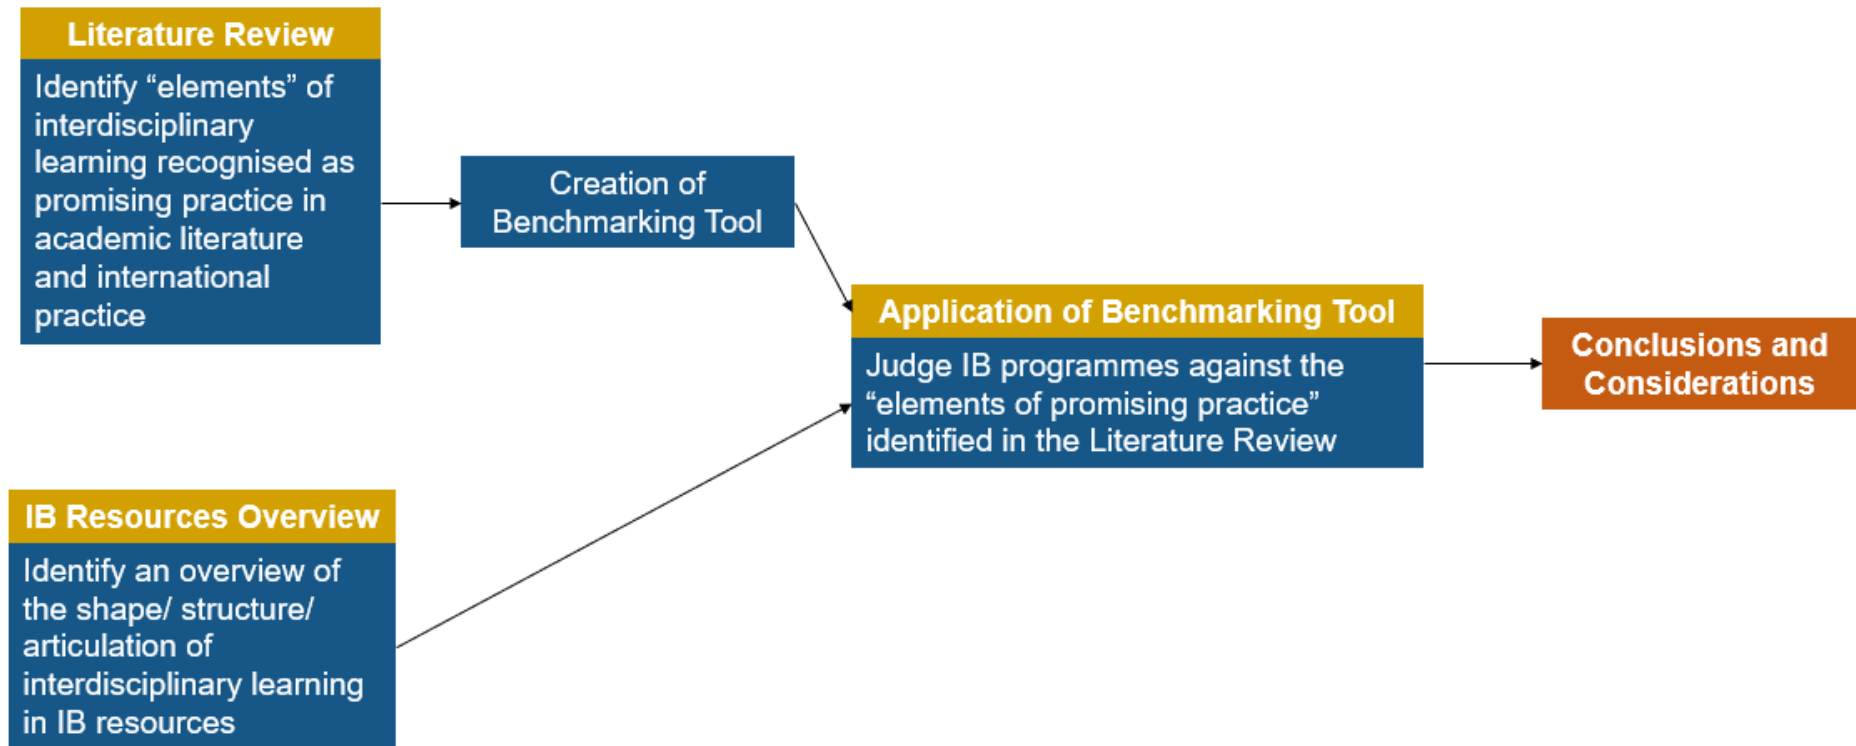 Literature Review
Identify “elements” of
interdisciplinary
learning recognised as
promising practice in
academic literature
and international
practice
Creation of
Benchmarking Tool
Application of Benchmarking Tool
Judge IB programmes against the
“elements of promising practice”
identified in the Literature Review
Conclusions and
Considerations
IB Resources Overview
Identify an overview of
the shape/ structure/
articulation of
interdisciplinary learning
in IB resources